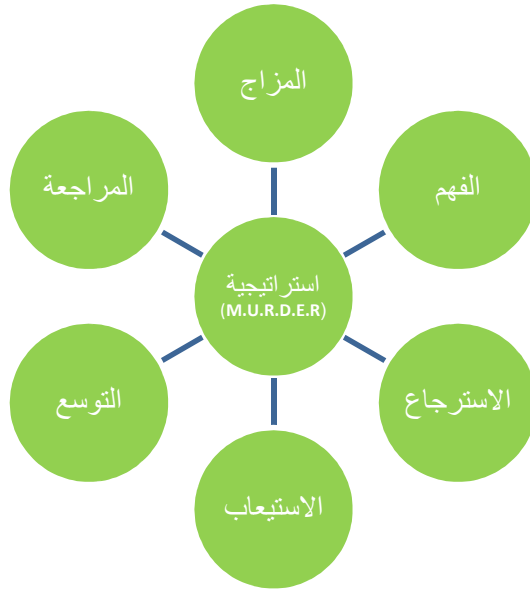 المزاج
الفهم
الاسترجاع
الاستيعاب
التوسع
المراجعة
استراتيجية
(M.U.R.D.E.R)